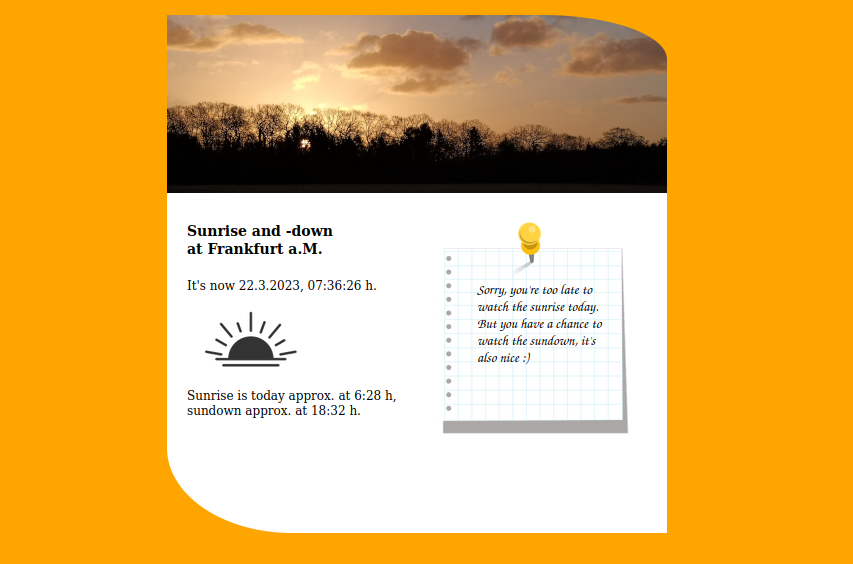 Sunrise and -down
at Frankfurt a.M.
It's now 22.3.2023, 07:36:26 h.
Sunrise is today approx. at 6:28 h,
sundown approx. at 18:32 h.
Sorry, you're too late to
watch the sunrise today.
But you have a chance to
watch the sundown, it's
also nice :)